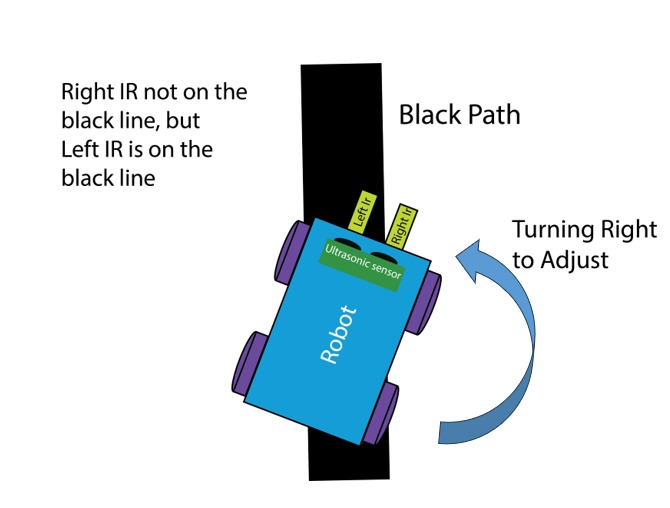 Right IR not on the
black line, but
Left IR is on the
black line
Black Path
Left Ir
Right Ir
Turning Right
to Adjust
Ultrasonic sensor
Robot